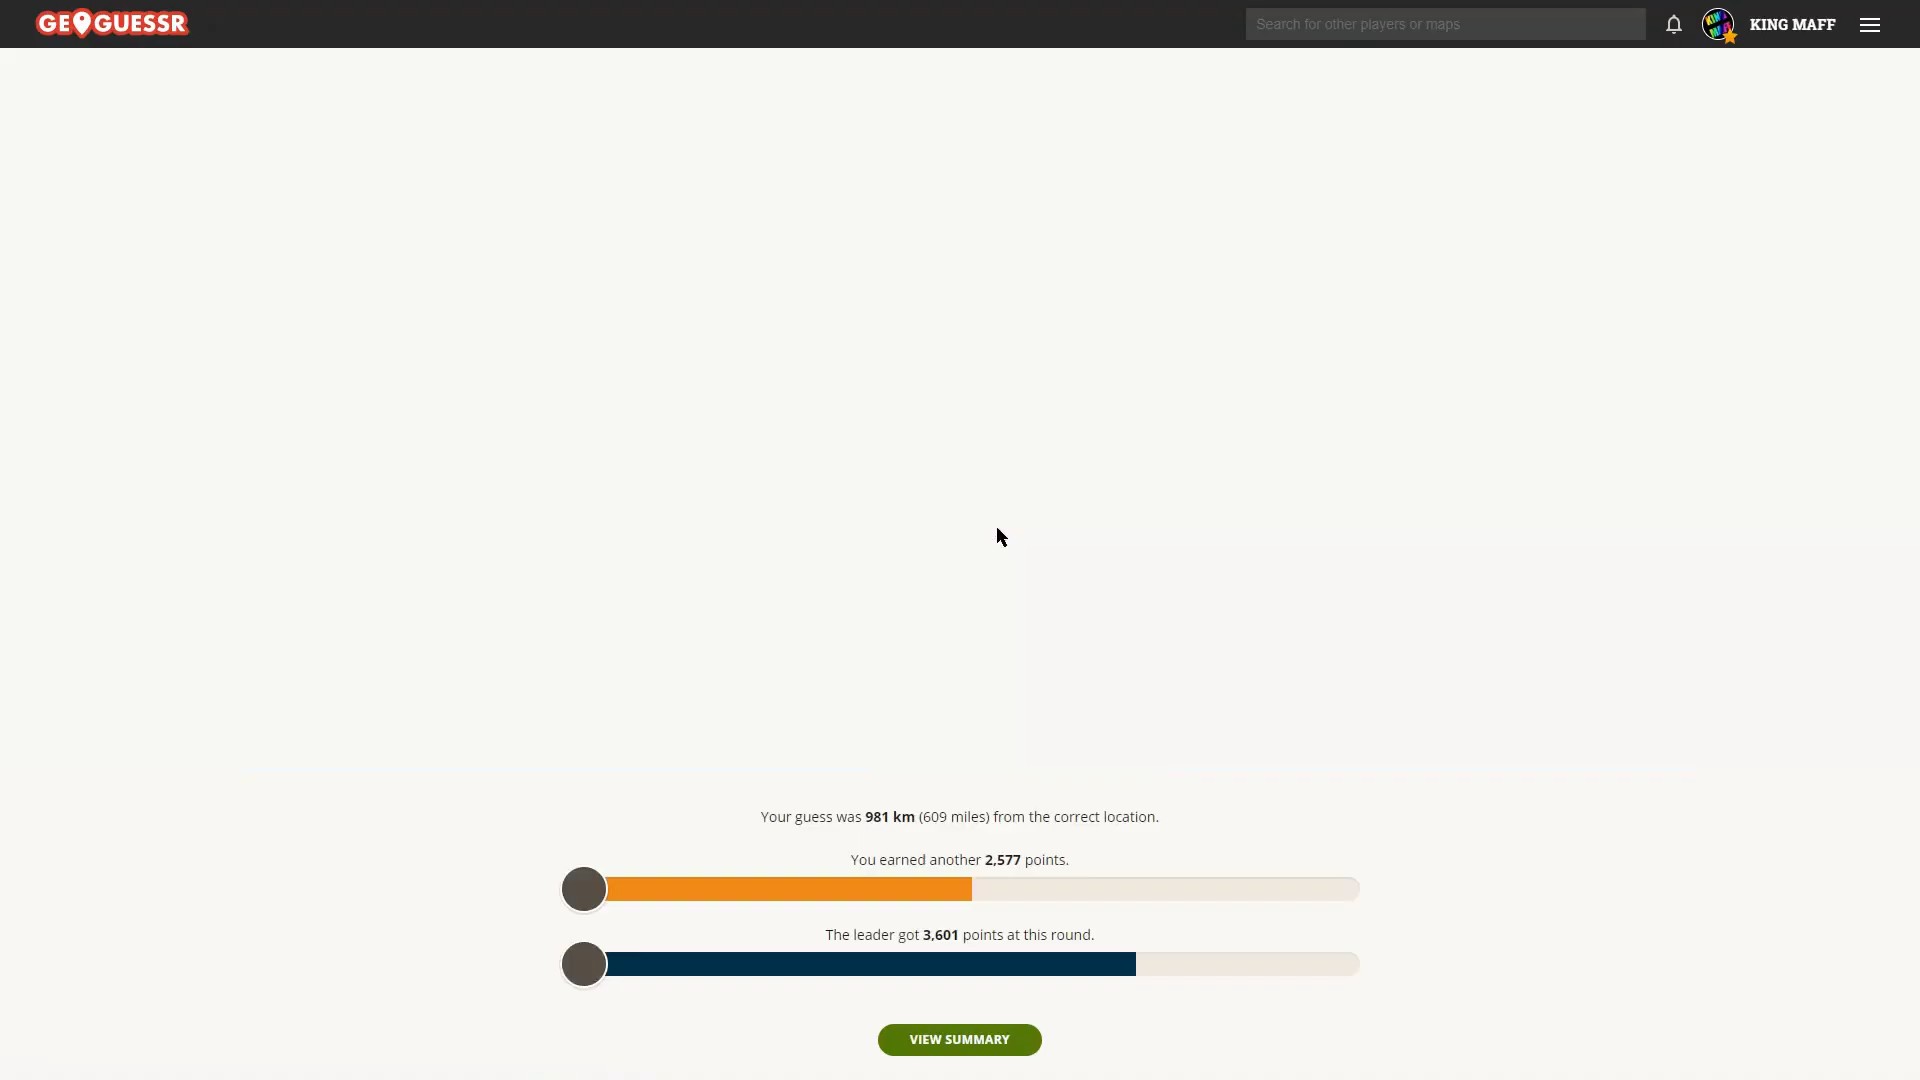 GEOGUESSR
Search for other players or maps
KING MAFF
Your guess was 981 km (609 miles) from the correct location.
You earned another 2,577 points.
The leader got 3,601 points at this round.
VIEW SUMMARY